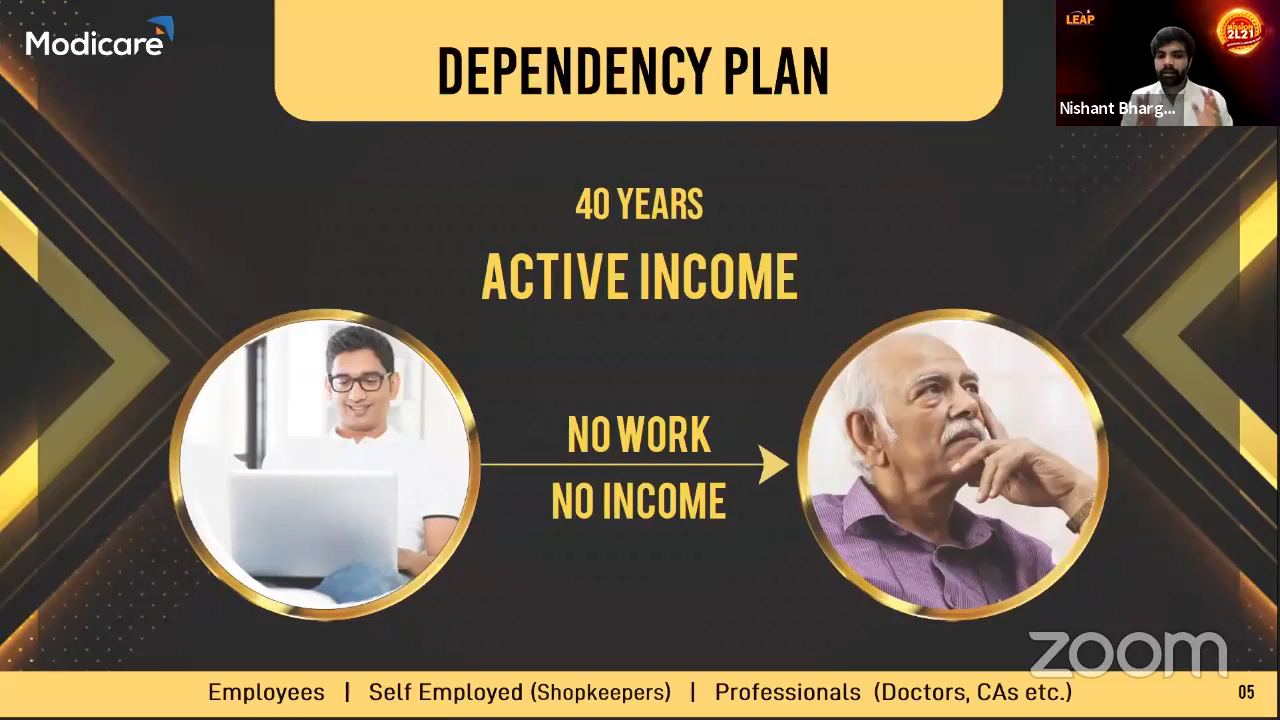 Modicare
DEPENDENCY PLAN
LEAP
MISSION
2L21
Nishant Bharg...
40 YEARS
ACTIVE INCOME
NO WORK
NO INCOME
zoom
Employees | Self Employed (Shopkeepers) | Professionals (Doctors, CAs etc.)
05